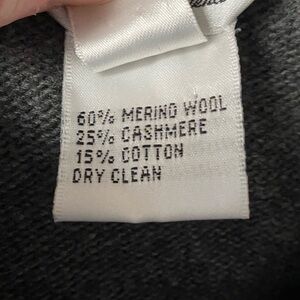 60% MERINO WOOL
25% CASHMERE
15% COTTON
DRY CLEAN